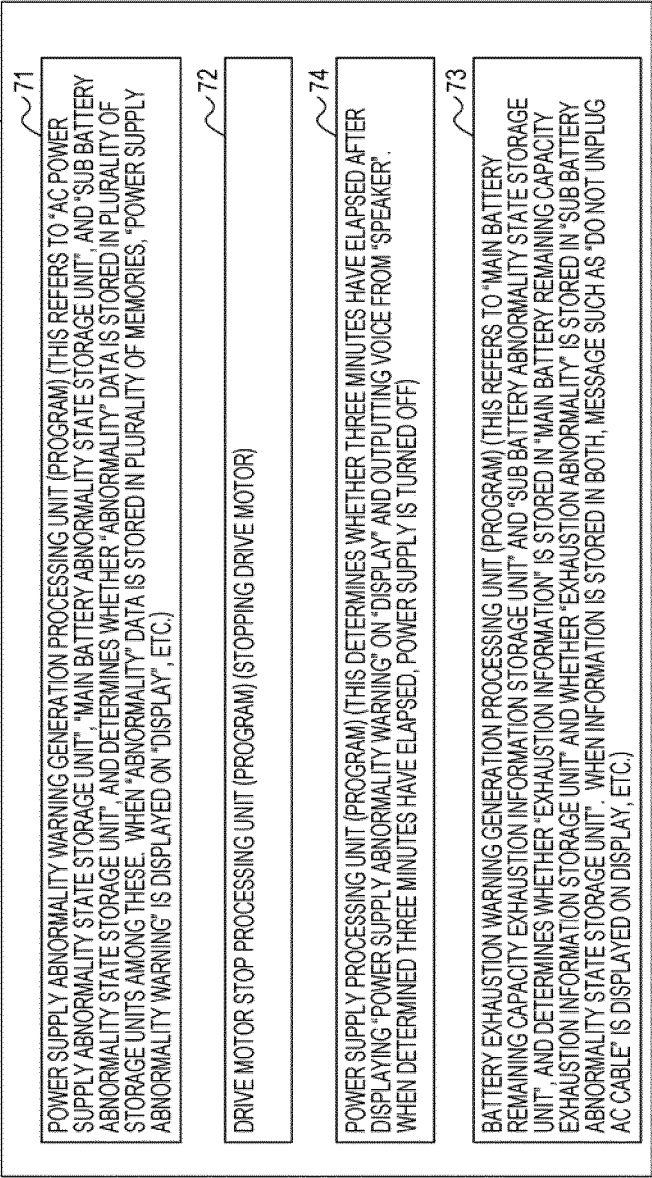 71
POWER SUPPLY ABNORMALITY WARNING GENERATION PROCESSING UNIT (PROGRAM) (THIS REFERS TO "AC POWER
SUPPLY ABNORMALITY STATE STORAGE UNIT", "MAIN BATTERY ABNORMALITY STATE STORAGE UNIT", AND "SUB BATTERY
ABNORMALITY STATE STORAGE UNIT", AND DETERMINES WHETHER "ABNORMALITY" DATA IS STORED IN PLURALITY OF
STORAGE UNITS AMONG THESE. WHEN "ABNORMALITY" DATA IS STORED IN PLURALITY OF MEMORIES, "POWER SUPPLY
ABNORMALITY WARNING" IS DISPLAYED ON "DISPLAY", ETC.)
72
DRIVE MOTOR STOP PROCESSING UNIT (PROGRAM) (STOPPING DRIVE MOTOR)
74
POWER SUPPLY PROCESSING UNIT (PROGRAM) (THIS DETERMINES WHETHER THREE MINUTES HAVE ELAPSED AFTER
DISPLAYING "POWER SUPPLY ABNORMALITY WARNING" ON "DISPLAY" AND OUTPUTTING VOICE FROM "SPEAKER".
WHEN DETERMINED THREE MINUTES HAVE ELAPSED, POWER SUPPLY IS TURNED OFF)
73
BATTERY EXHAUSTION WARNING GENERATION PROCESSING UNIT (PROGRAM) (THIS REFERS TO "MAIN BATTERY
REMAINING CAPACITY EXHAUSTION INFORMATION STORAGE UNIT" AND "SUB BATTERY ABNORMALITY STATE STORAGE
UNIT", AND DETERMINES WHETHER "EXHAUSTION INFORMATION" IS STORED IN "MAIN BATTERY REMAINING CAPACITY
EXHAUSTION INFORMATION STORAGE UNIT" AND WHETHER "EXHAUSTION ABNORMALITY" IS STORED IN "SUB BATTERY
ABNORMALITY STATE STORAGE UNIT". WHEN INFORMATION IS STORED IN BOTH, MESSAGE SUCH AS "DO NOT UNPLUG
AC CABLE" IS DISPLAYED ON DISPLAY, ETC.)